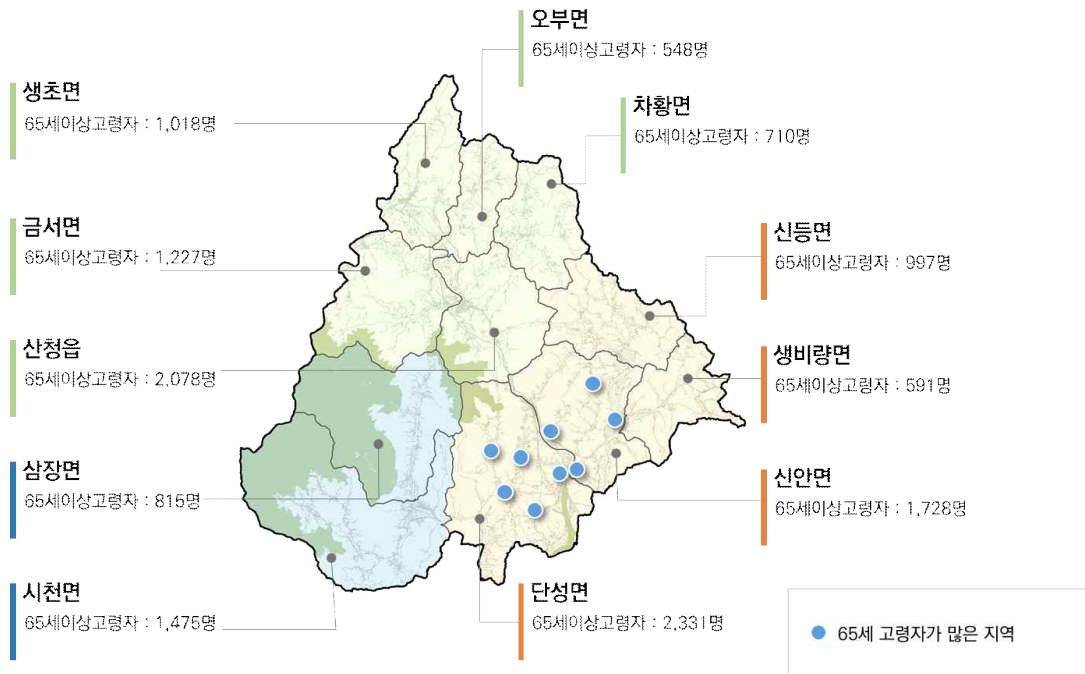 오부면
65세이상고령자 : 548명
생초면
65세이상고령자 : 1,018명
차황면
65세이상고령자 : 710명
금서면
65세이상고령자 : 1,227명
신등면
65세이상고령자 : 997명
산청읍
65세이상고령자 : 2,078명
생비량면
65세이상고령자 : 591명
삼장면
65세이상고령자 : 815명
신안면
65세이상고령자 : 1,728명
시천면
65세이상고령자 : 1,475명
단성면
65세이상고령자 : 2,331명
65세 고령자가 많은 지역